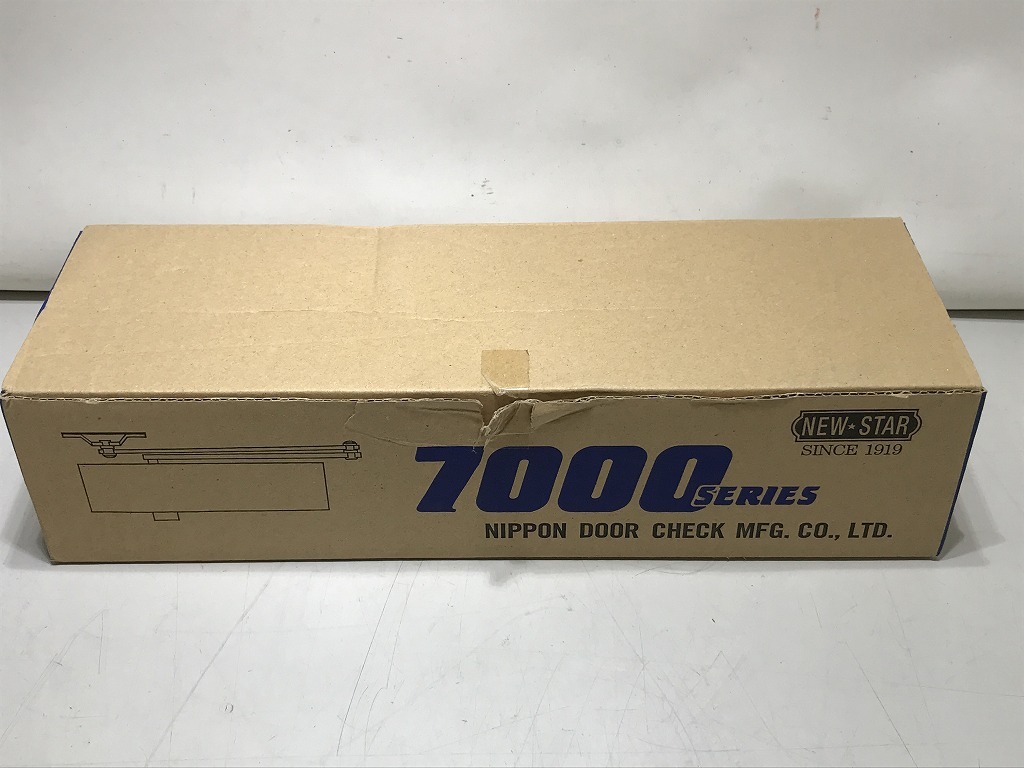 NEW★STAR
SINCE 1919
7000 SERIES
NIPPON DOOR CHECK MFG. CO., LTD.